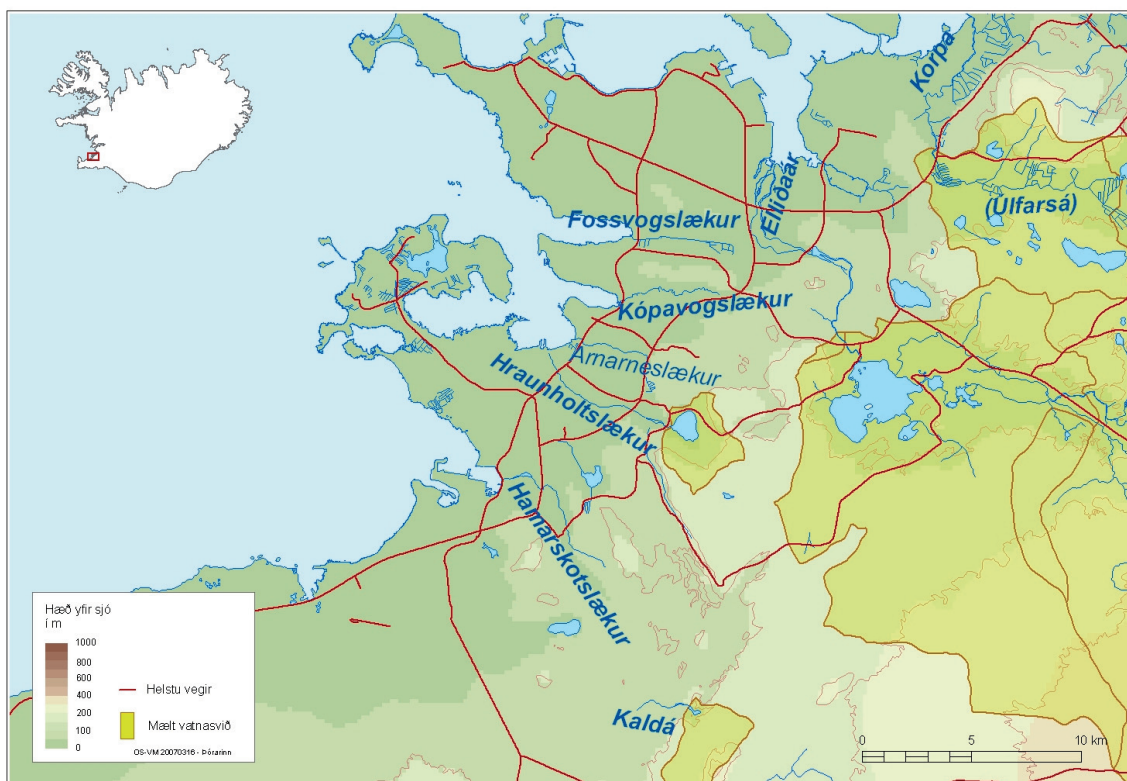 Korpa
(Úlfarsá)
Elliðaár
Fossvogslækur
Kópavogslækur
Arnarneslækur
Hraunholtslækur
Hamarskotslækur
Kaldá
Hæð yfir sjó
í m
1000
800
600
400
200
100
0
Helstu vegir
Mælt vatnasvið
OS-VM 20070316 - Þórarinn
0 5 10 km